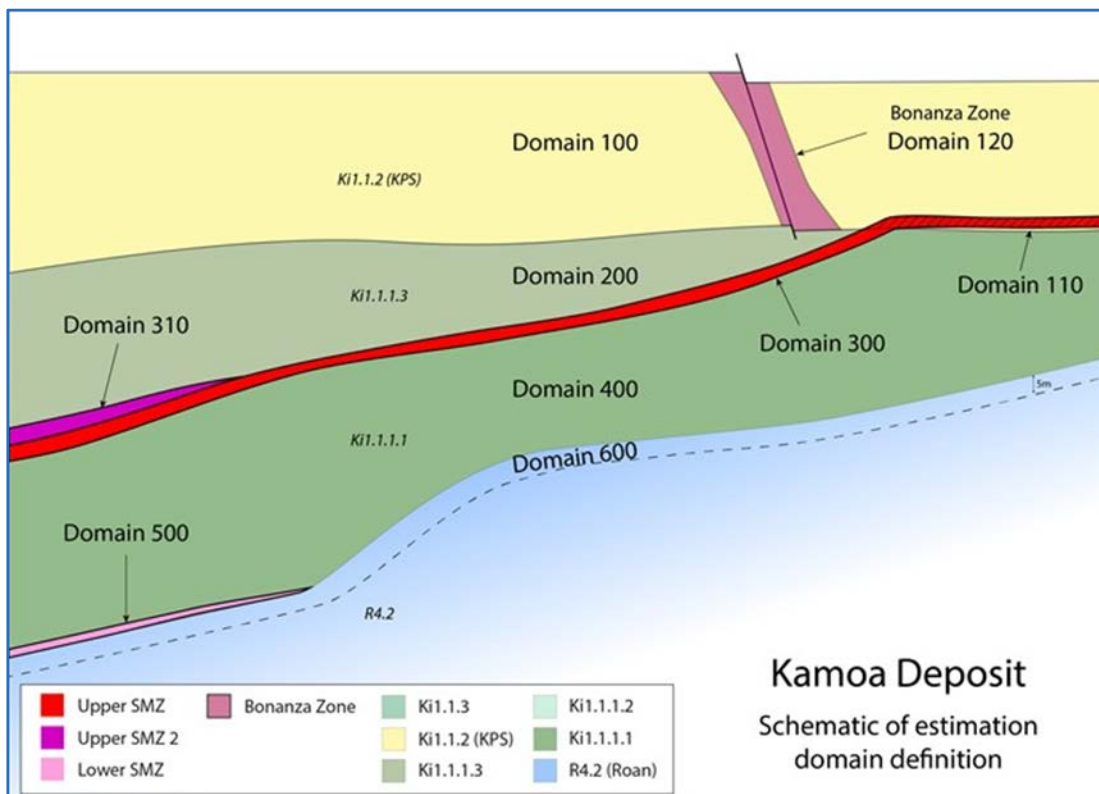 Bonanza Zone
Domain 100
Domain 120
Ki1.1.2 (KPS)
Domain 200
Ki1.1.1.3
Domain 110
Domain 310
Domain 300
Domain 400
5m
Ki1.1.1.1
Domain 600
Domain 500
R4.2
Kamoa Deposit
Schematic of estimation
domain definition
Upper SMZ
Bonanza Zone
Ki1.1.3
Ki1.1.1.2
Upper SMZ 2
Ki1.1.2 (KPS)
Ki1.1.1.1
Lower SMZ
Ki1.1.1.3
R4.2 (Roan)